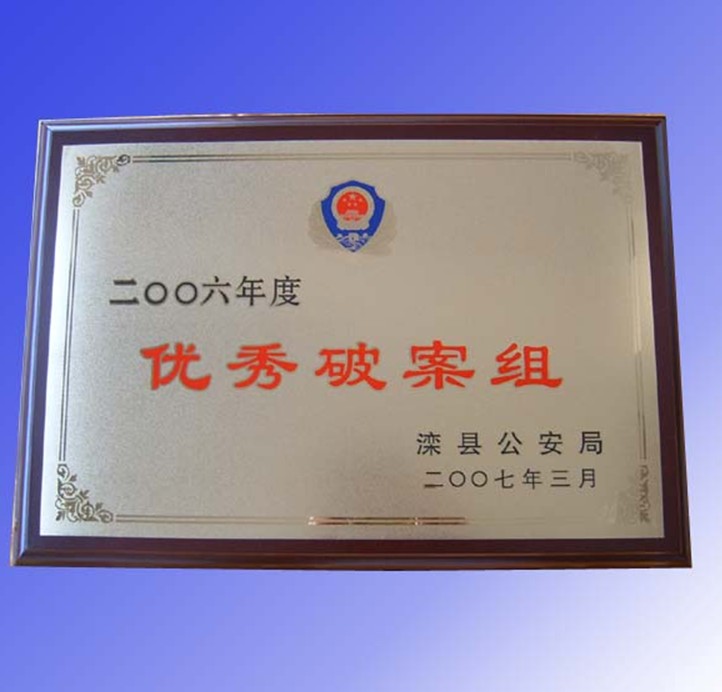 二〇〇六年度
优秀破案组
滦县公安局
二〇〇七年三月